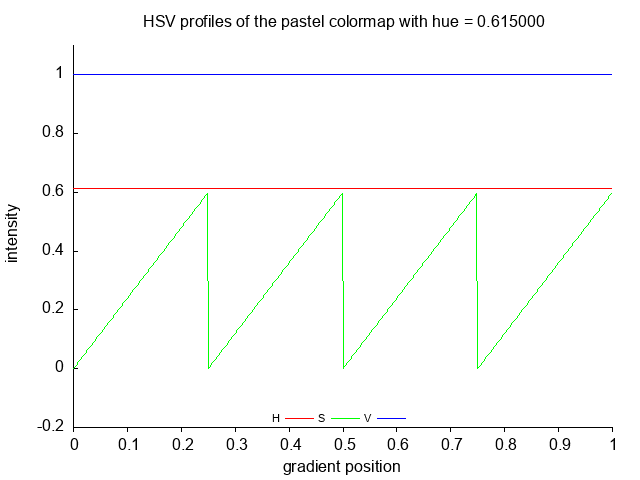 HSV profiles of the pastel colormap with hue = 0.615000
1
0.8
0.6
0.4
0.2
0
-0.2
intensity
H S V
0 0.1 0.2 0.3 0.4 0.5 0.6 0.7 0.8 0.9 1
gradient position